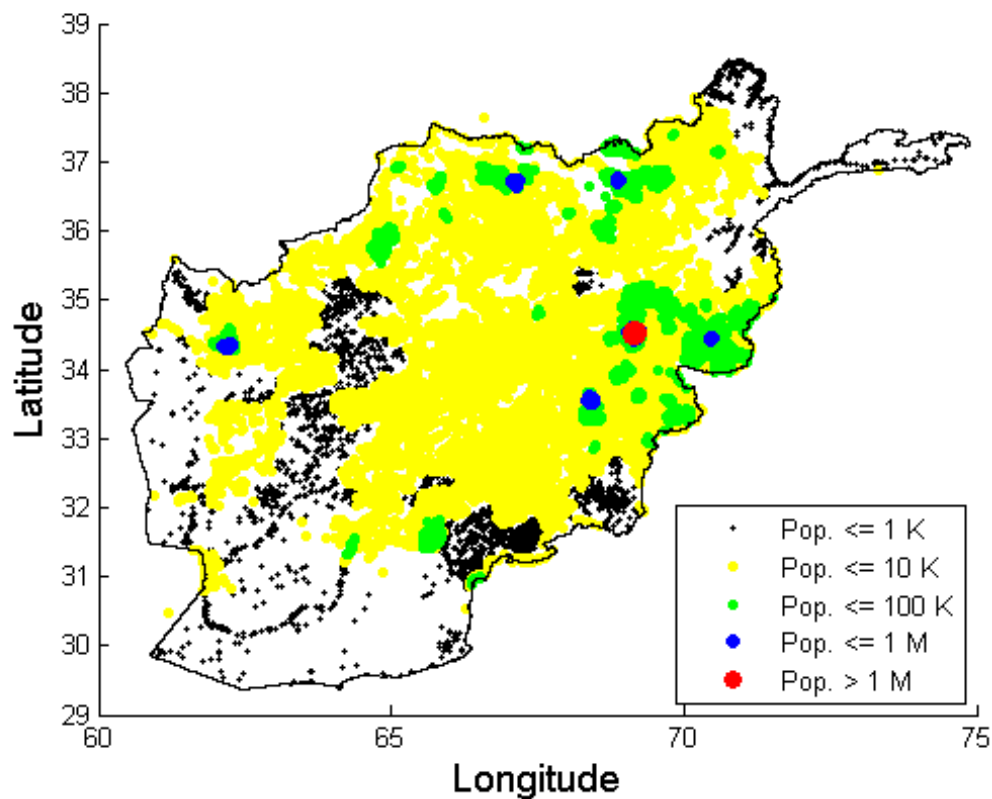 39
38
37
36
35
34
33
32
31
30
29
Latitude
60
65
70
75
Longitude
Pop. <= 1 K
Pop. <= 10 K
Pop. <= 100 K
Pop. <= 1 M
Pop. > 1 M